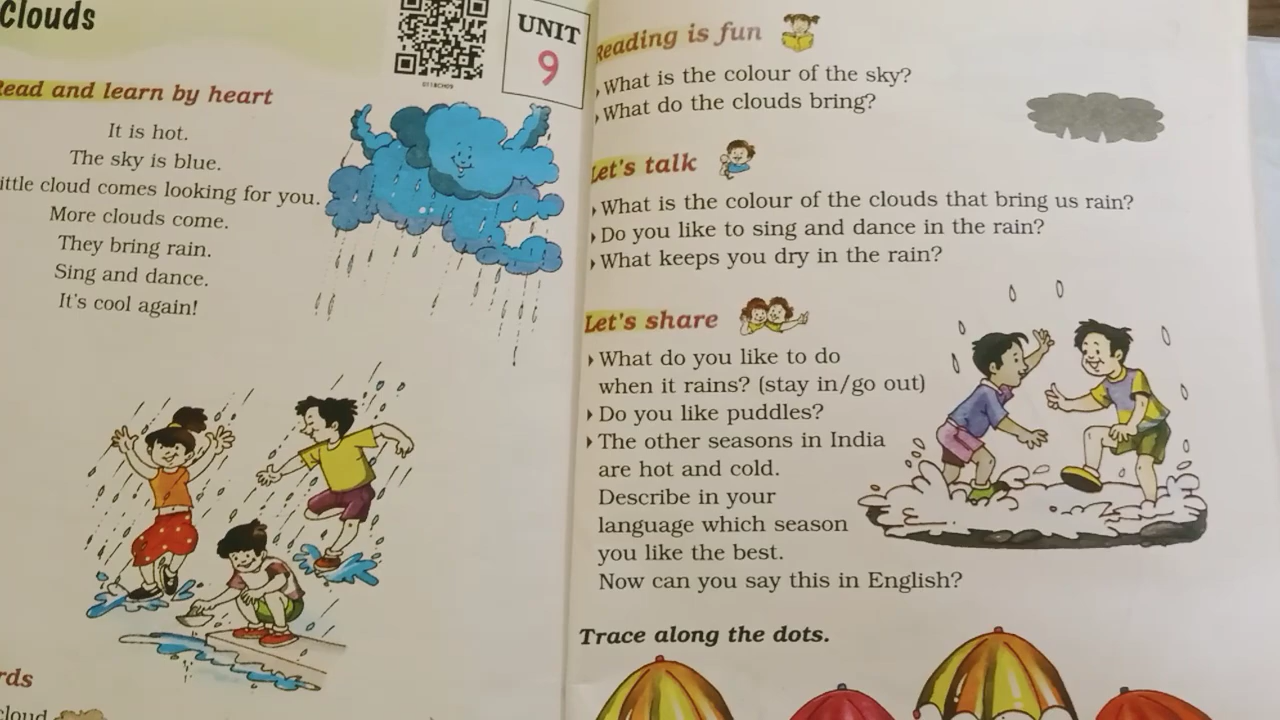 Clouds
UNIT
9
Read and learn by heart
It is hot.
The sky is blue.
ittle cloud comes looking for you.
More clouds come.
They bring rain.
Sing and dance.
It's cool again!
rds
cloud
Reading is fun
What is the colour of the sky?
What do the clouds bring?
Let's talk
What is the colour of the clouds that bring us rain?
Do you like to sing and dance in the rain?
What keeps you dry in the rain?
Let's share
What do you like to do
when it rains? (stay in/go out)
Do you like puddles?
The other seasons in India
are hot and cold.
Describe in your
language which season
you like the best.
Now can you say this in English?
Trace along the dots.